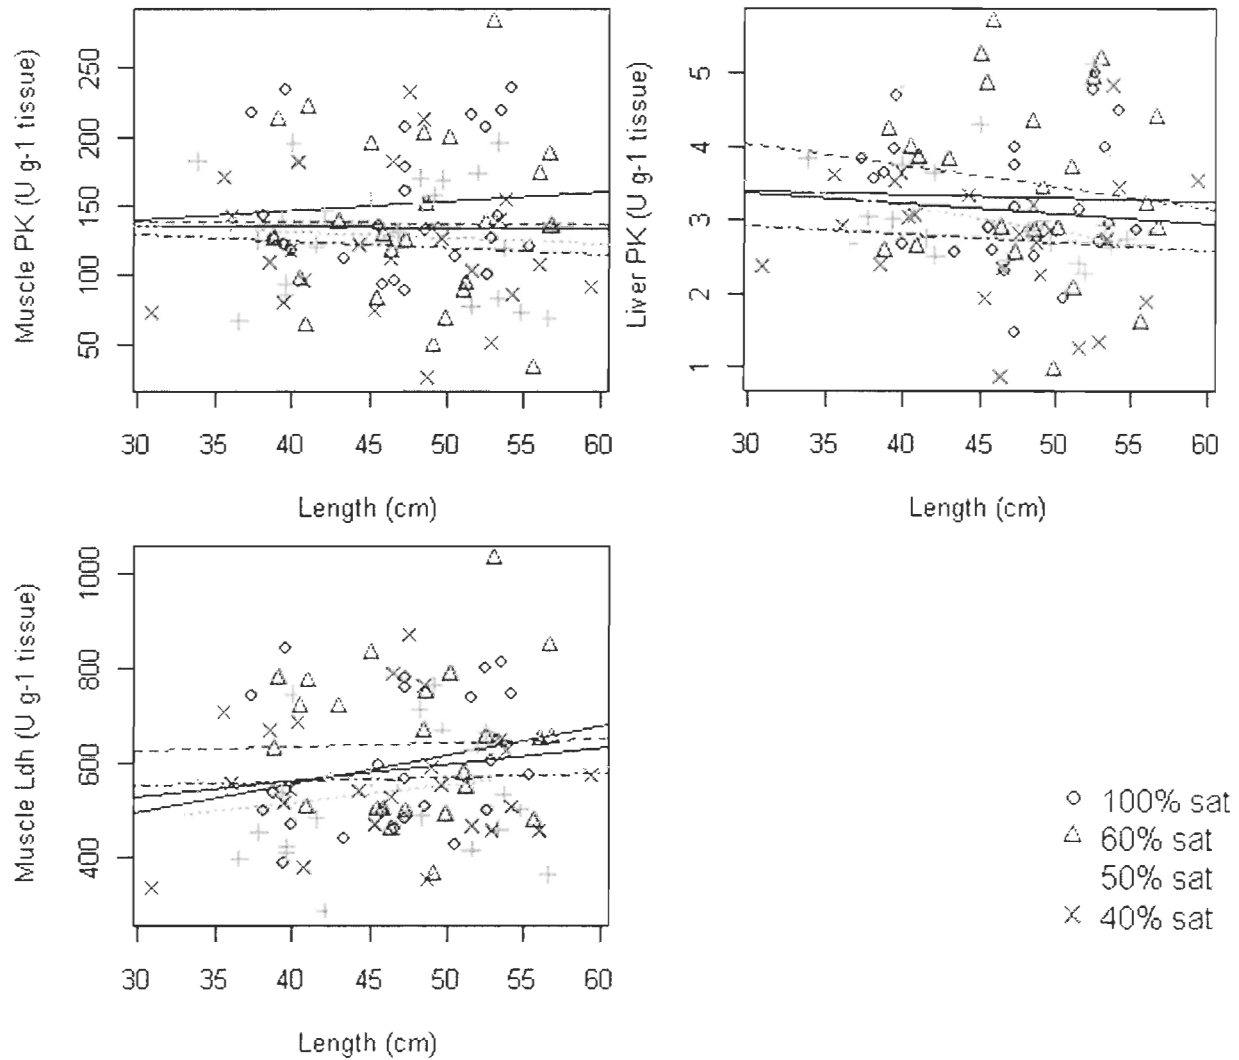 Muscle PK (U g-1 tissue)
50 100 150 200 250
30 40 45 50 55 60
Length (cm)
Liver PK (U g-1 tissue)
1 2 3 4 5
30 35 40 45 50 55 60
Length (cm)
Muscle Ldh (U g-1 tissue)
400 600 800 1000
30 40 45 50 55 60
Length (cm)
100% sat
60% sat
50% sat
40% sat